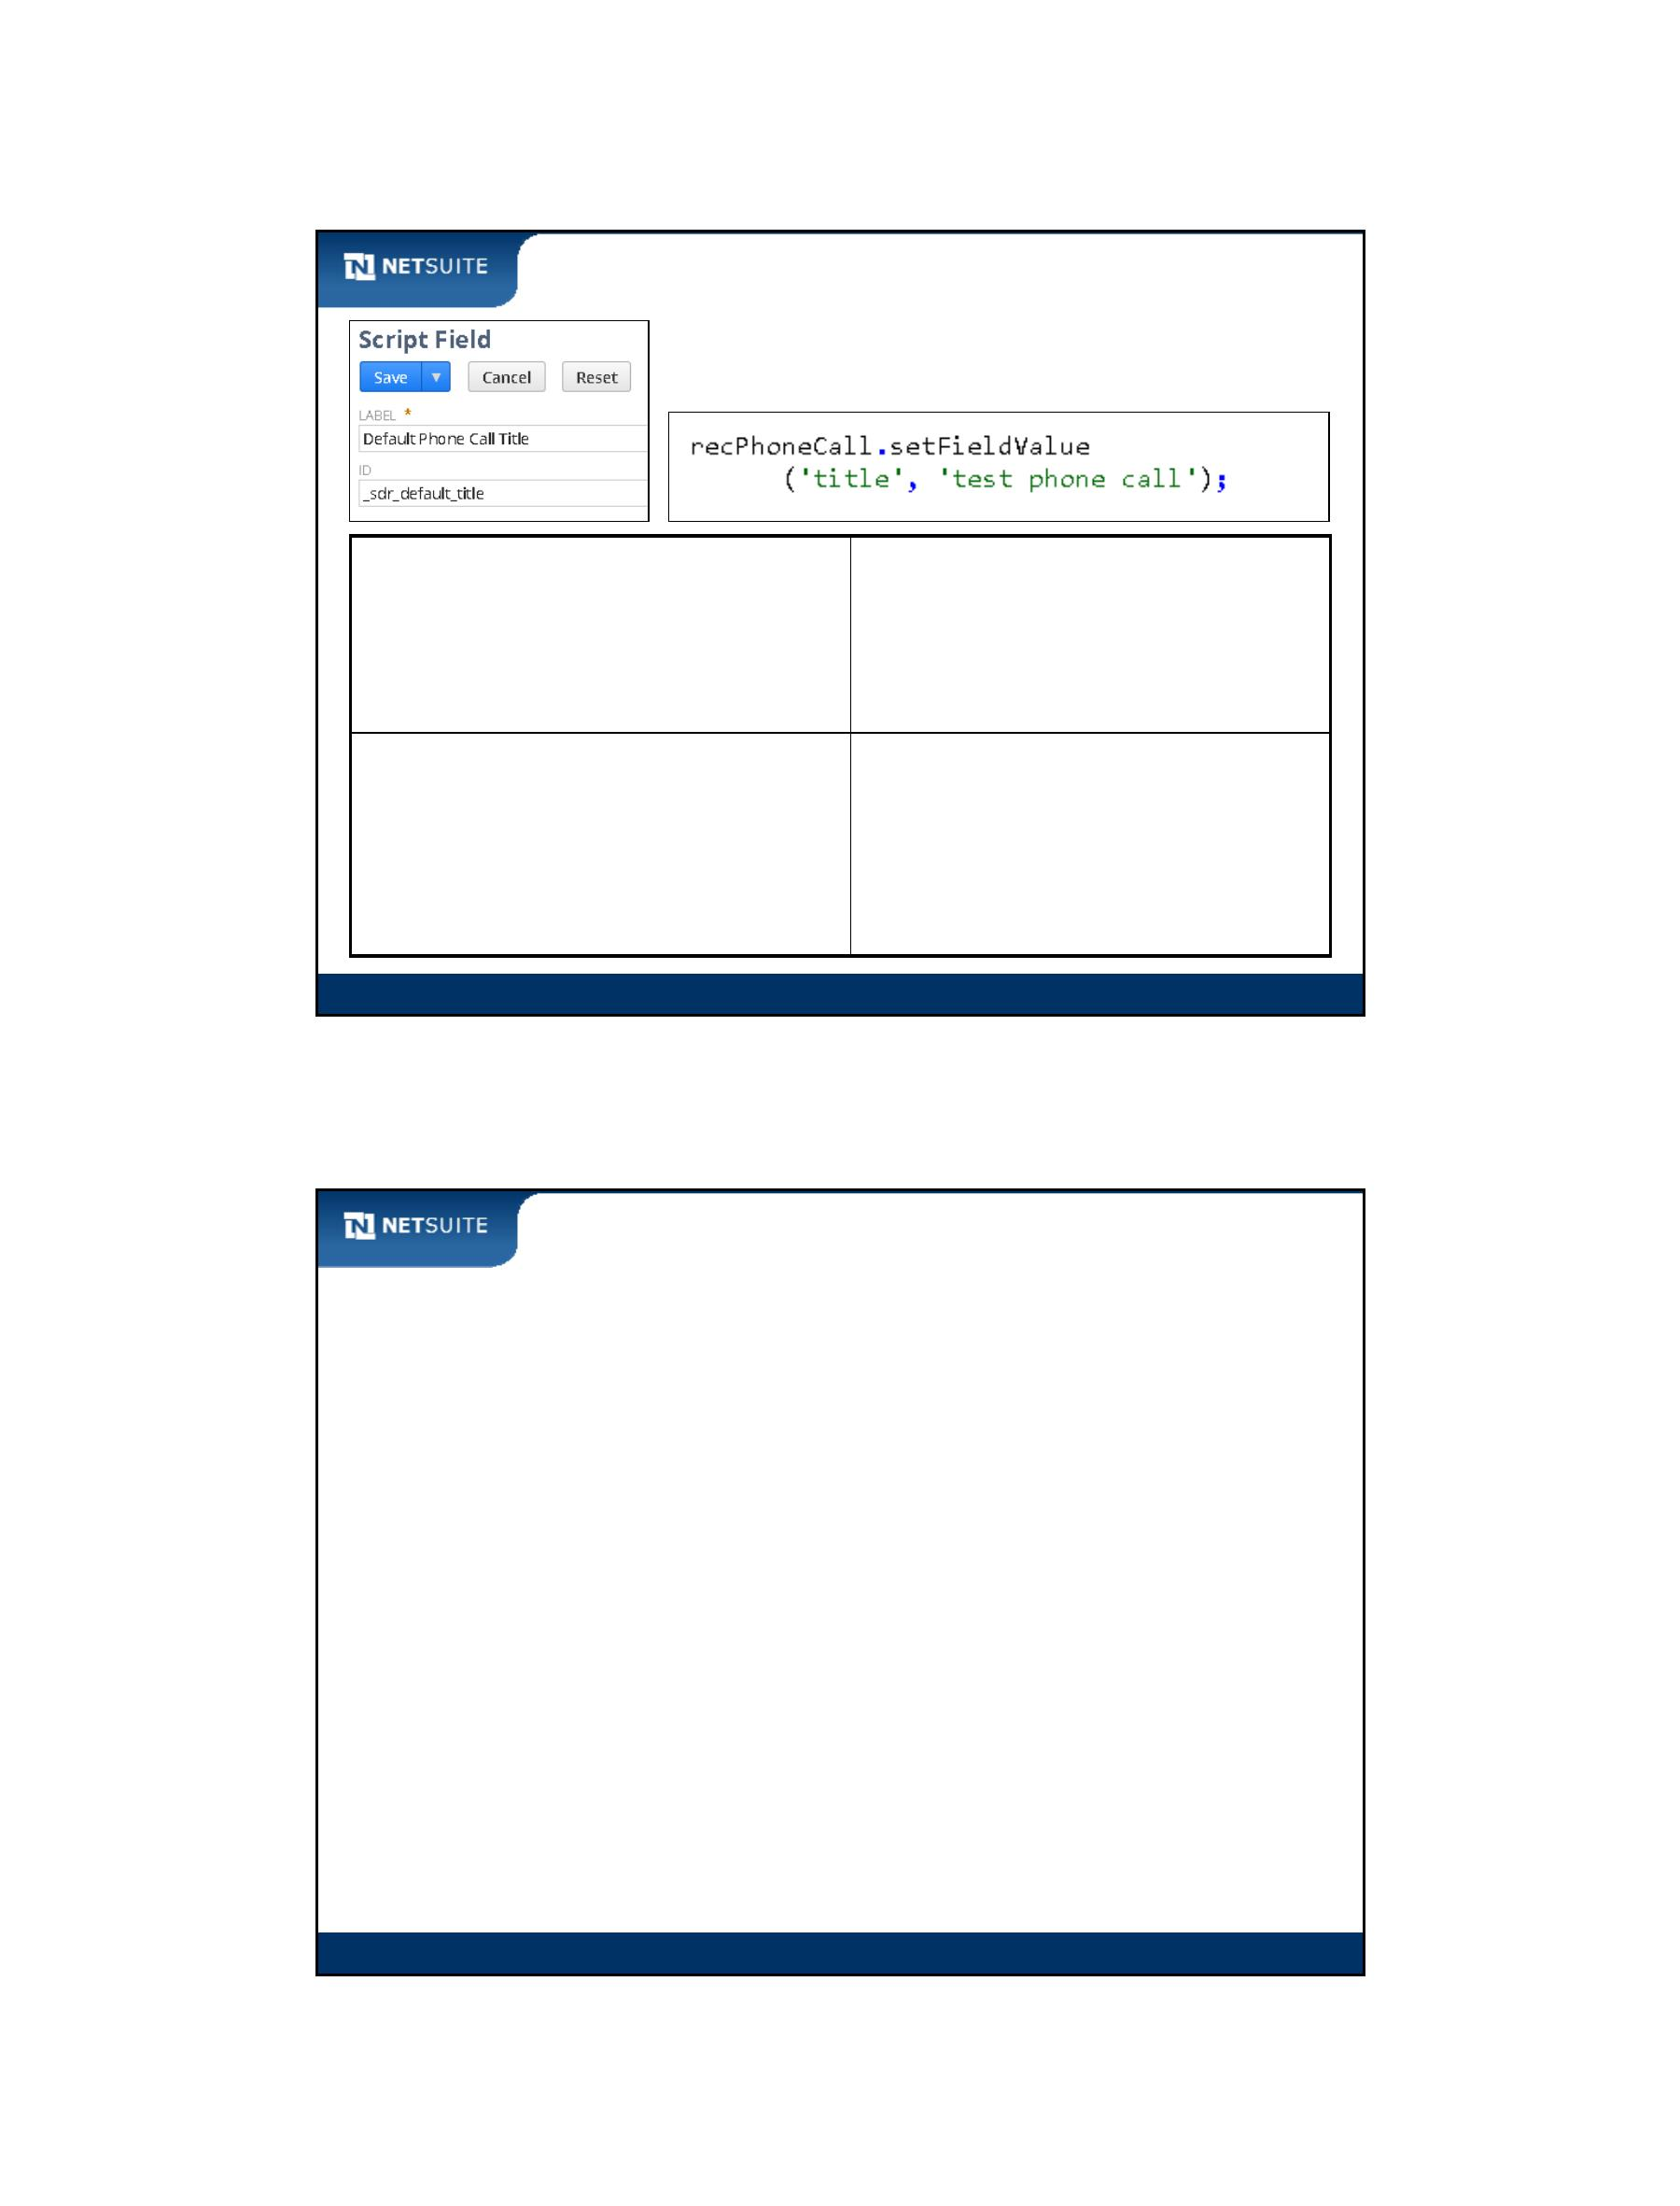 NETSUITE
Script Field
Save Cancel Reset
LABEL *
Default Phone Call Title
ID
_sdr_default_title
recPhoneCall.setFieldValue
('title', 'test phone call');
NETSUITE